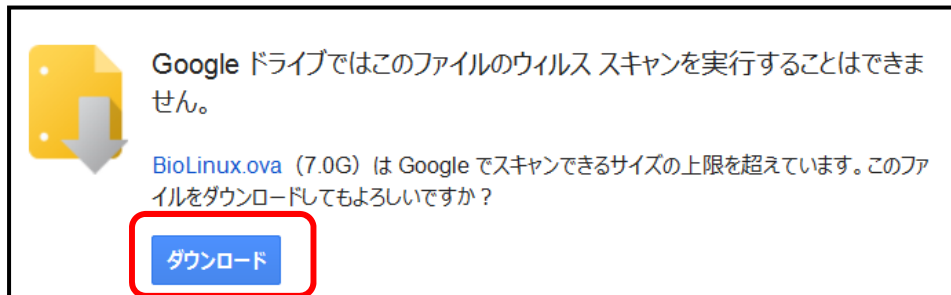 Google ドライブではこのファイルのウィルス スキャンを実行することはできま
せん。
BioLinux.ova（7.0G）は Google でスキャンできるサイズの上限を超えています。このファ
イルをダウンロードしてもよろしいですか？
ダウンロード